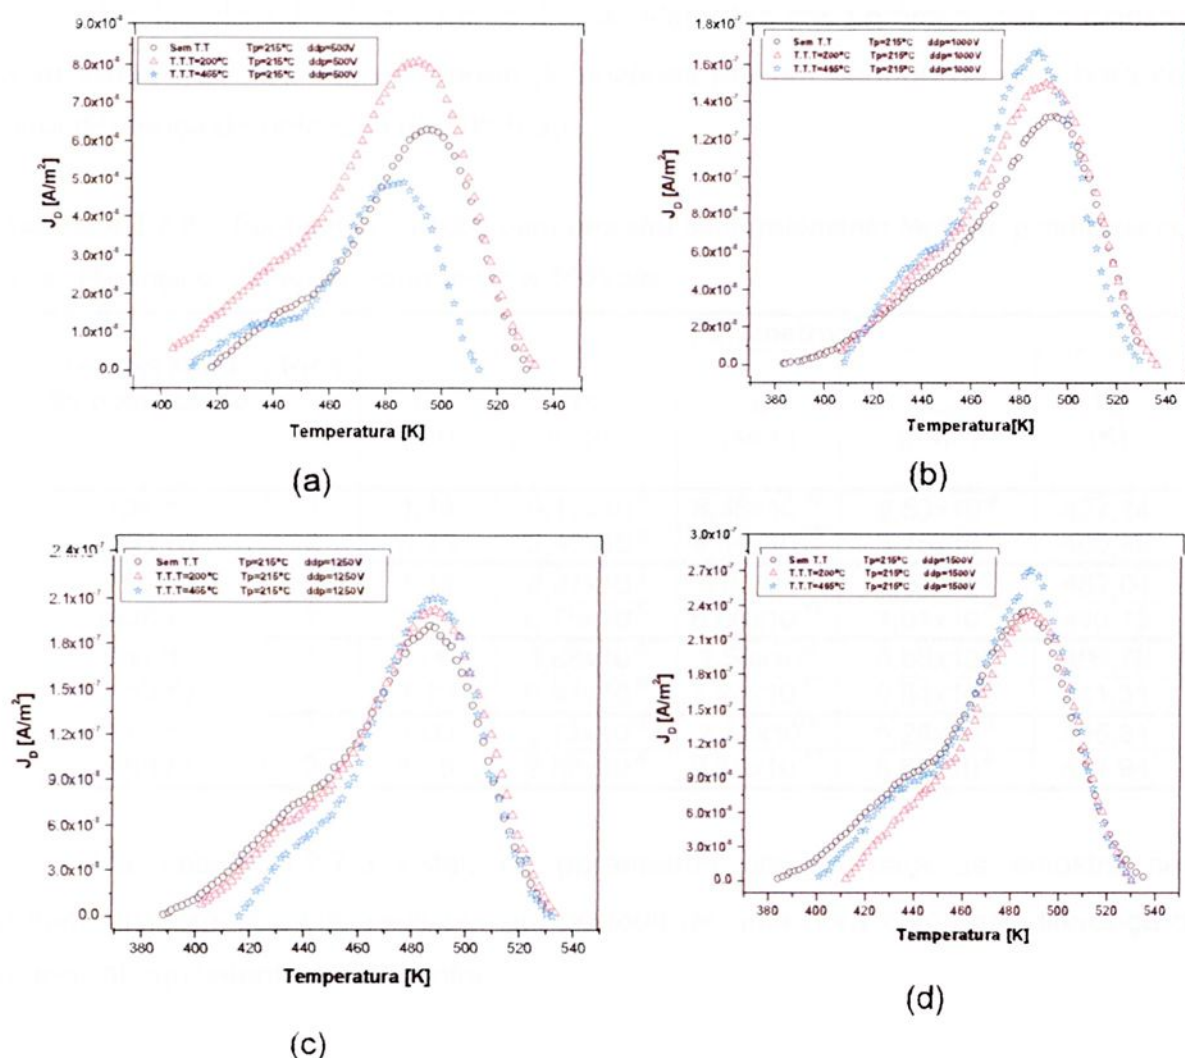 Sem T.T Tp=215°C ddp=500V
T.T.T=200°C Tp=215°C ddp=500V
T.T.T=465°C Tp=215°C ddp=500V
9.0x10⁻⁸
8.0x10⁻⁸
7.0x10⁻⁸
6.0x10⁻⁸
5.0x10⁻⁸
4.0x10⁻⁸
3.0x10⁻⁸
2.0x10⁻⁸
1.0x10⁻⁸
0.0
J_D [A/m²]
400 420 440 460 480 500 520 540
Temperatura [K]
(a)
Sem T.T Tp=215°C ddp=1000V
T.T.T=200°C Tp=215°C ddp=1000V
T.T.T=465°C Tp=215°C ddp=1000V
1.8x10⁻⁷
1.6x10⁻⁷
1.4x10⁻⁷
1.2x10⁻⁷
1.0x10⁻⁷
8.0x10⁻⁸
6.0x10⁻⁸
4.0x10⁻⁸
2.0x10⁻⁸
0.0
J_D [A/m²]
380 400 420 440 460 480 500 520 540
Temperatura[K]
(b)
Sem T.T Tp=215°C ddp=1250V
T.T.T=200°C Tp=215°C ddp=1250V
T.T.T=465°C Tp=215°C ddp=1250V
2.4x10⁻⁷
2.1x10⁻⁷
1.8x10⁻⁷
1.5x10⁻⁷
1.2x10⁻⁷
9.0x10⁻⁸
6.0x10⁻⁸
3.0x10⁻⁸
0.0
J_D [A/m²]
380 400 420 440 460 480 500 520 540
Temperatura [K]
(c)
Sem T.T Tp=215°C ddp=1500V
T.T.T=200°C Tp=215°C ddp=1500V
T.T.T=465°C Tp=215°C ddp=1500V
3.0x10⁻⁷
2.7x10⁻⁷
2.4x10⁻⁷
2.1x10⁻⁷
1.8x10⁻⁷
1.5x10⁻⁷
1.2x10⁻⁷
9.0x10⁻⁸
6.0x10⁻⁸
3.0x10⁻⁸
0.0
J_D [A/m²]
380 400 420 440 460 480 500 520 540
Temperatura [K]
(d)